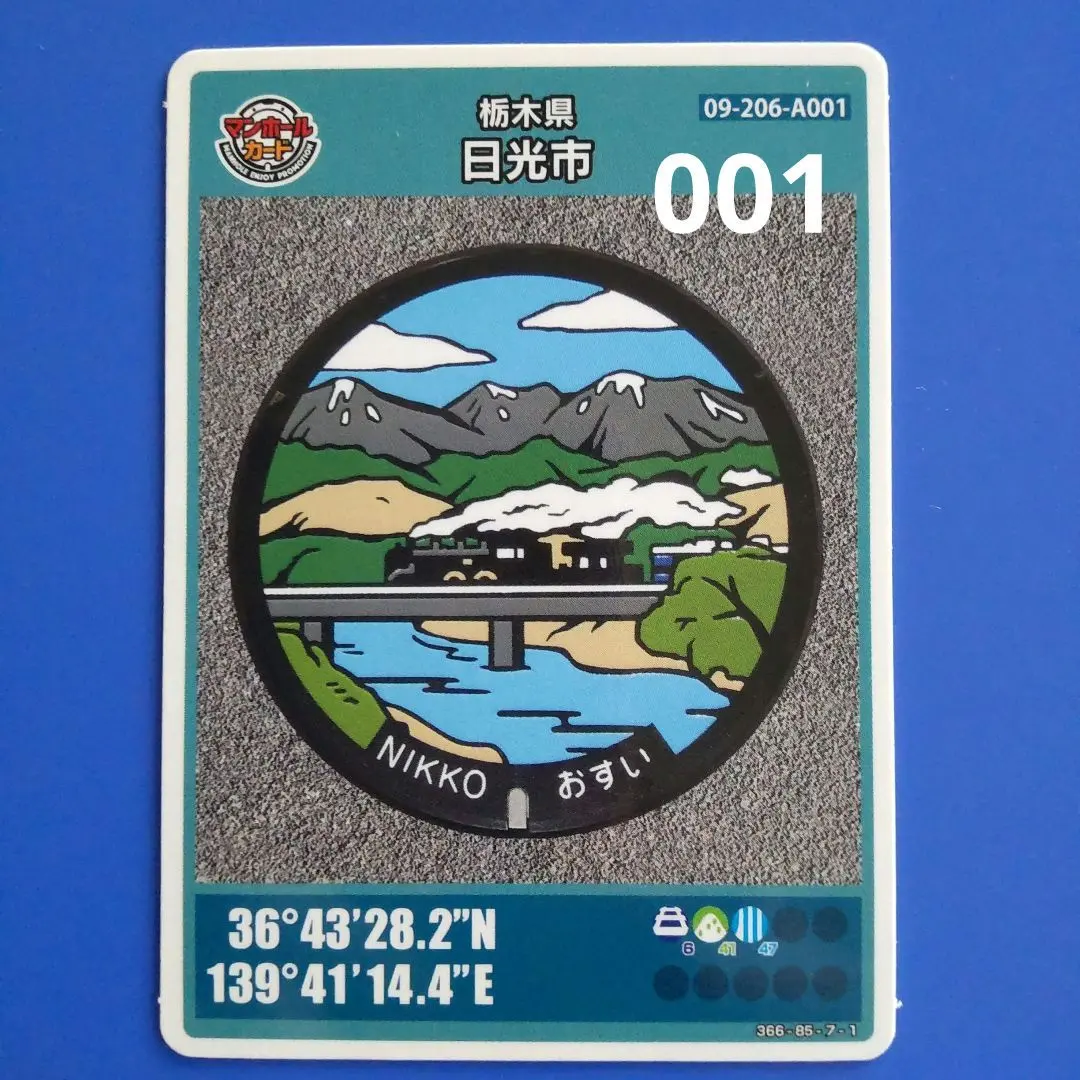 マンホール
カード
MANHOLE ENJOY PROMOTION
栃木県
日光市
09-206-A001
001
NIKKO おすい
36°43’28.2”N
139°41’14.4”E
6 41 47
366-85-7-1